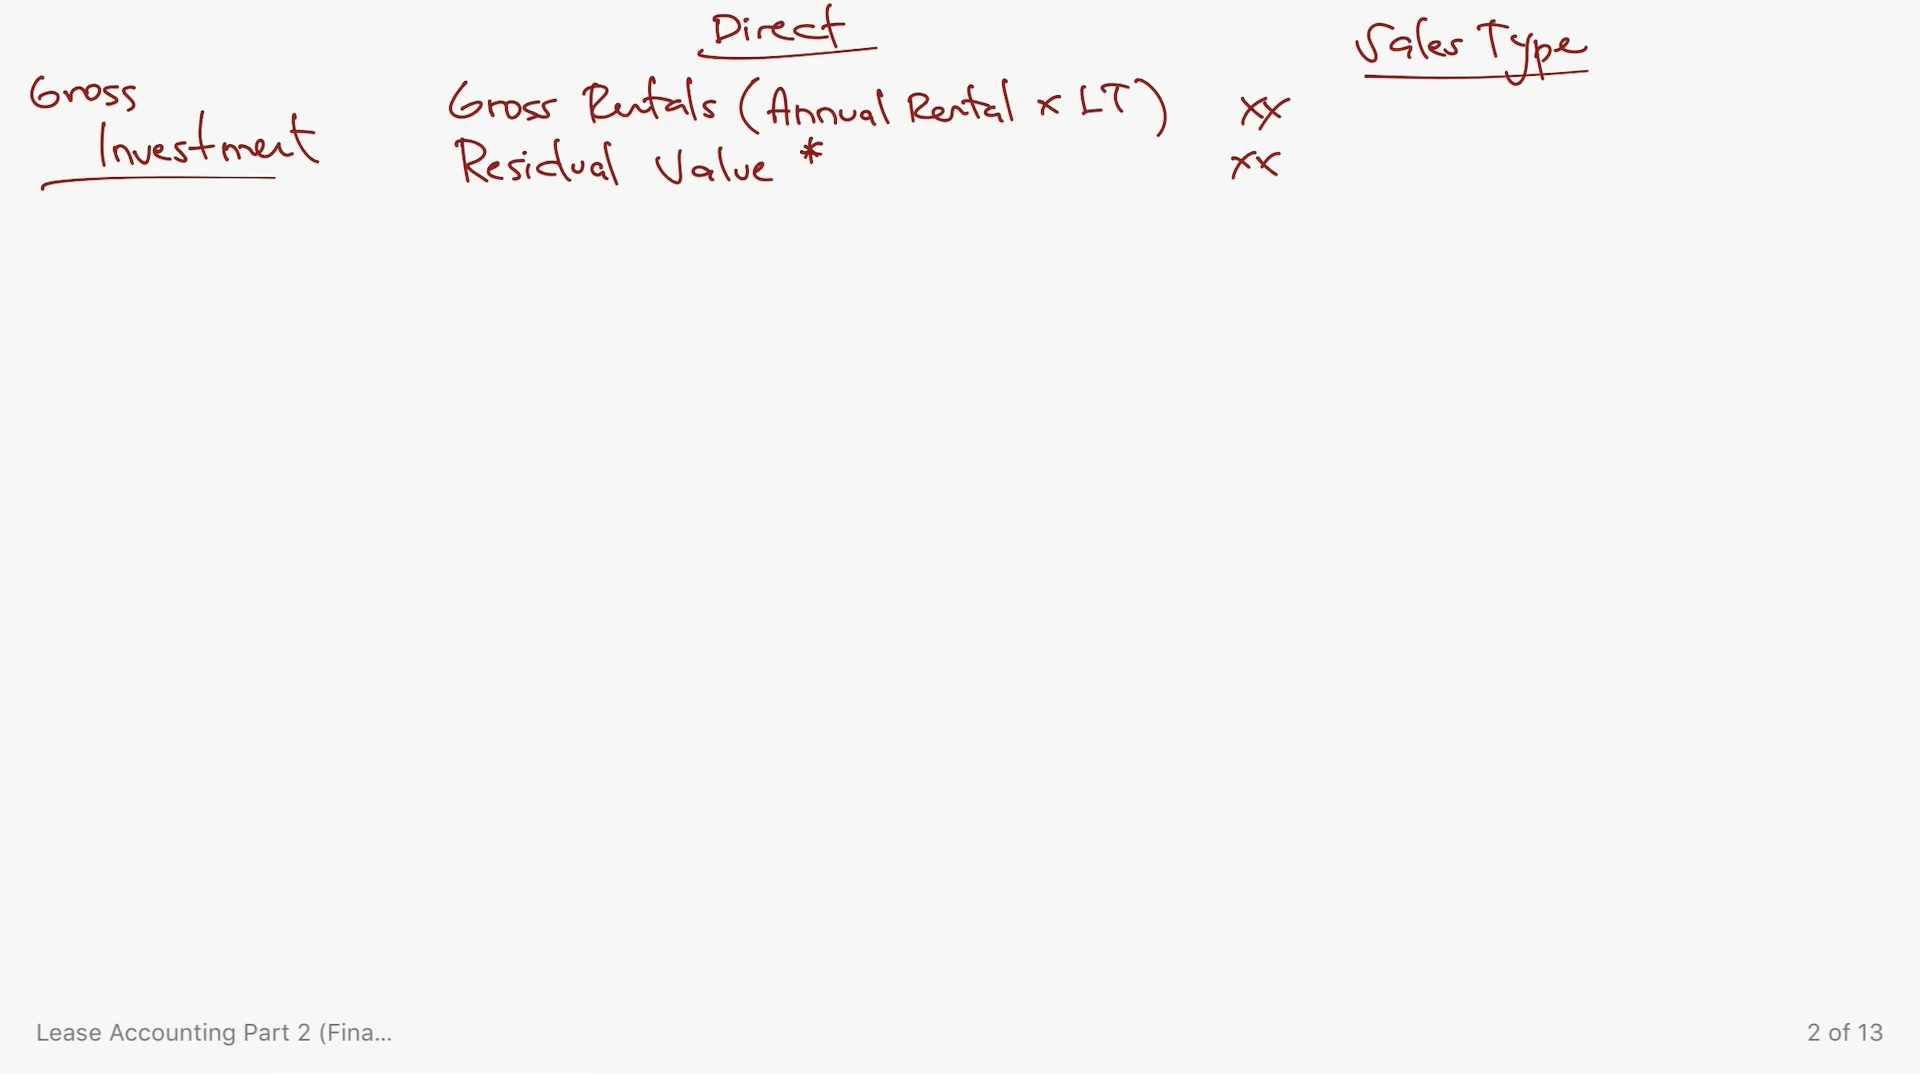 Direct
Sales Type
Gross
Investment
Gross Rentals (Annual Rental x LT) xx
Residual Value * xx
Lease Accounting Part 2 (Fina...
2 of 13